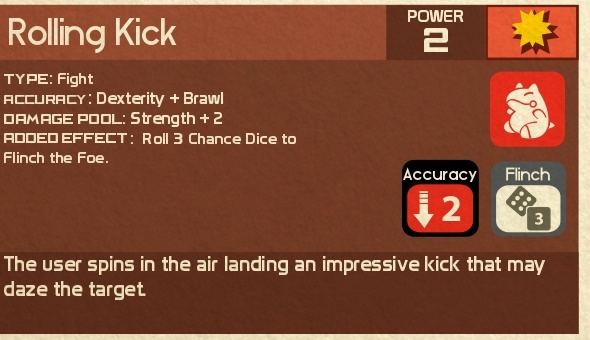 Rolling Kick
POWER
2
TYPE: Fight
ACCURACY: Dexterity + Brawl
DAMAGE POOL: Strength + 2
ADDED EFFECT: Roll 3 Chance Dice to
Flinch the Foe.
Accuracy
2
Flinch
3
The user spins in the air landing an impressive kick that may
daze the target.